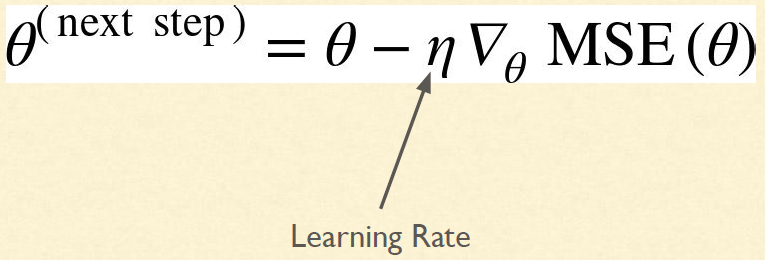 θ^(next step) = θ − η ∇_θ MSE(θ)
Learning Rate